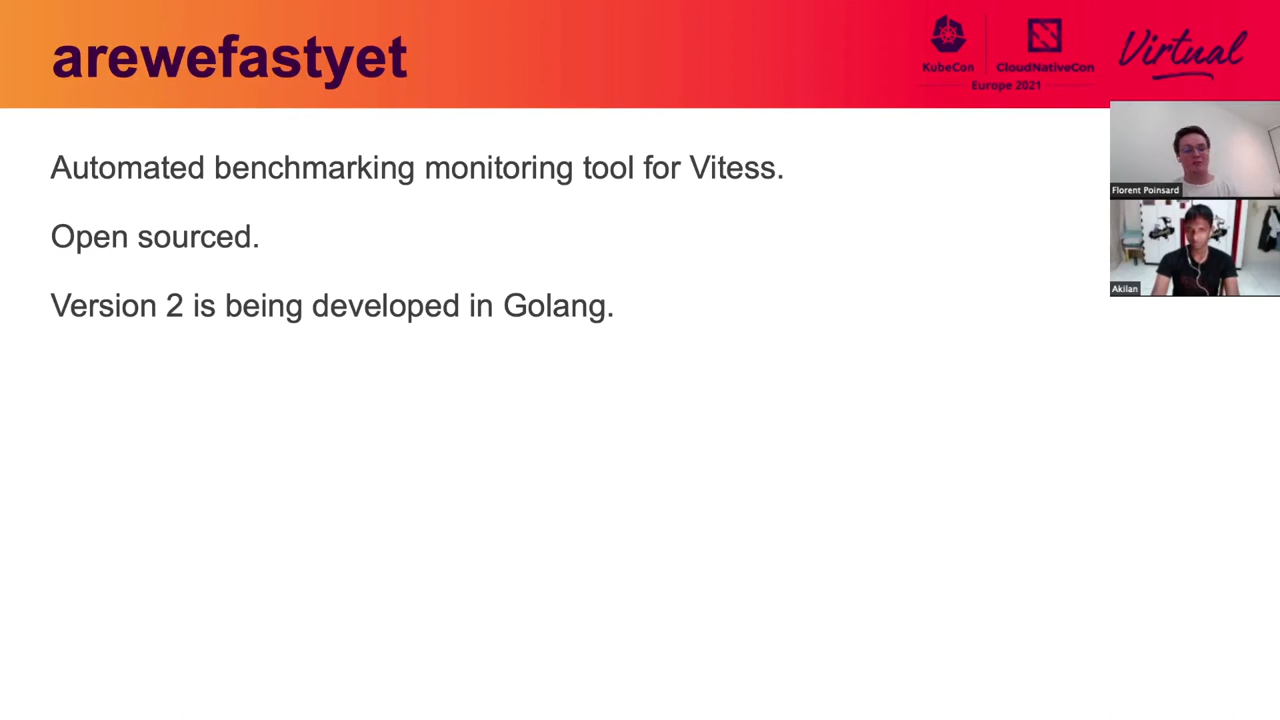 arewefastyet
KubeCon
CloudNativeCon
Europe 2021
Virtual
Automated benchmarking monitoring tool for Vitess.
Open sourced.
Version 2 is being developed in Golang.
Florent Poinsard
Akilan